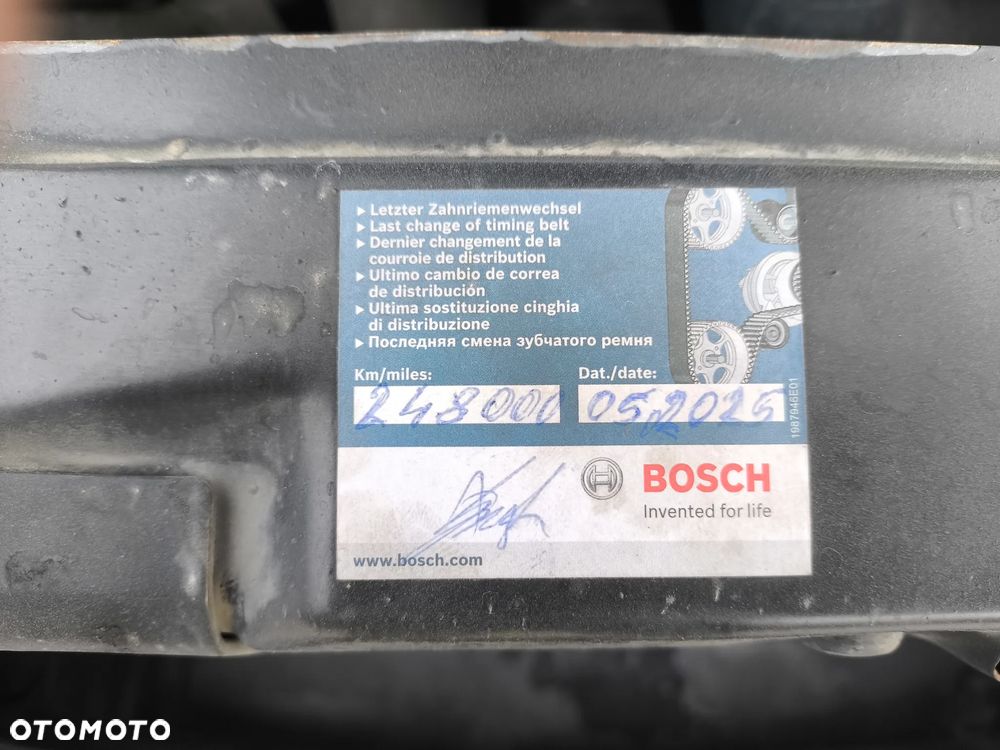 ▸ Letzter Zahnriemenwechsel
▸ Last change of timing belt
▸ Dernier changement de la
courroie de distribution
▸ Ultimo cambio de correa
de distribución
▸ Ultima sostituzione cinghia
di distribuzione
▸ Последняя смена зубчатого ремня
Km/miles: Dat./date:
248000 05,2025
1987946E01
BOSCH
Invented for life
www.bosch.com
OTOMOTO